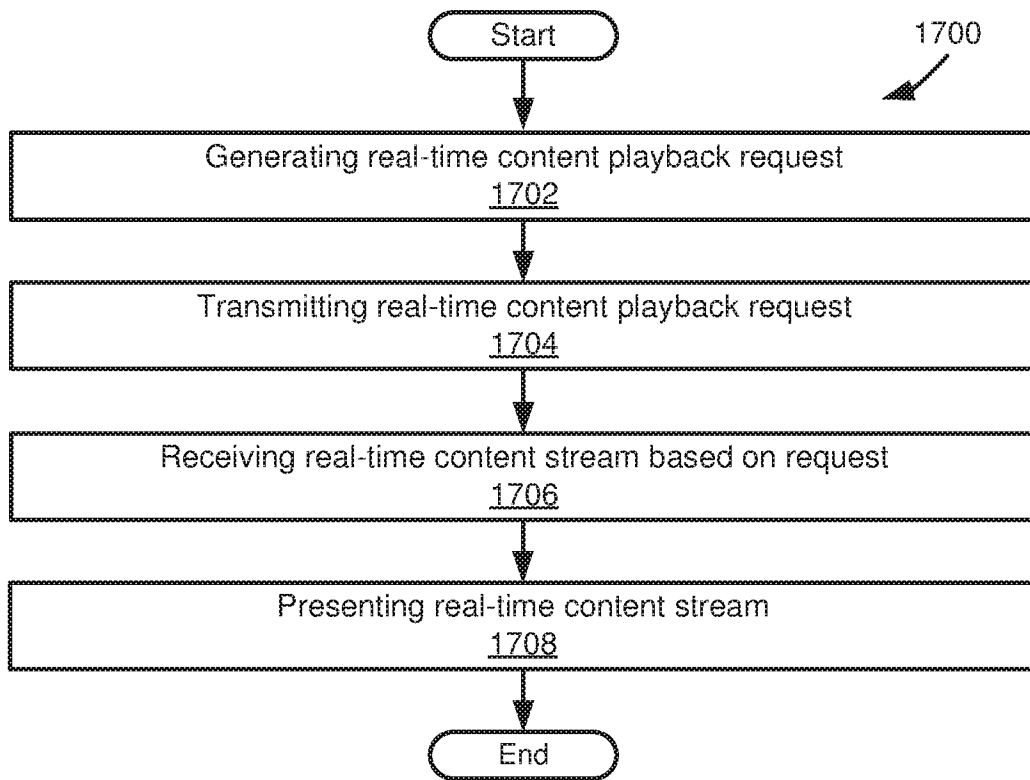 Start
1700
Generating real-time content playback request
1702
Transmitting real-time content playback request
1704
Receiving real-time content stream based on request
1706
Presenting real-time content stream
1708
End